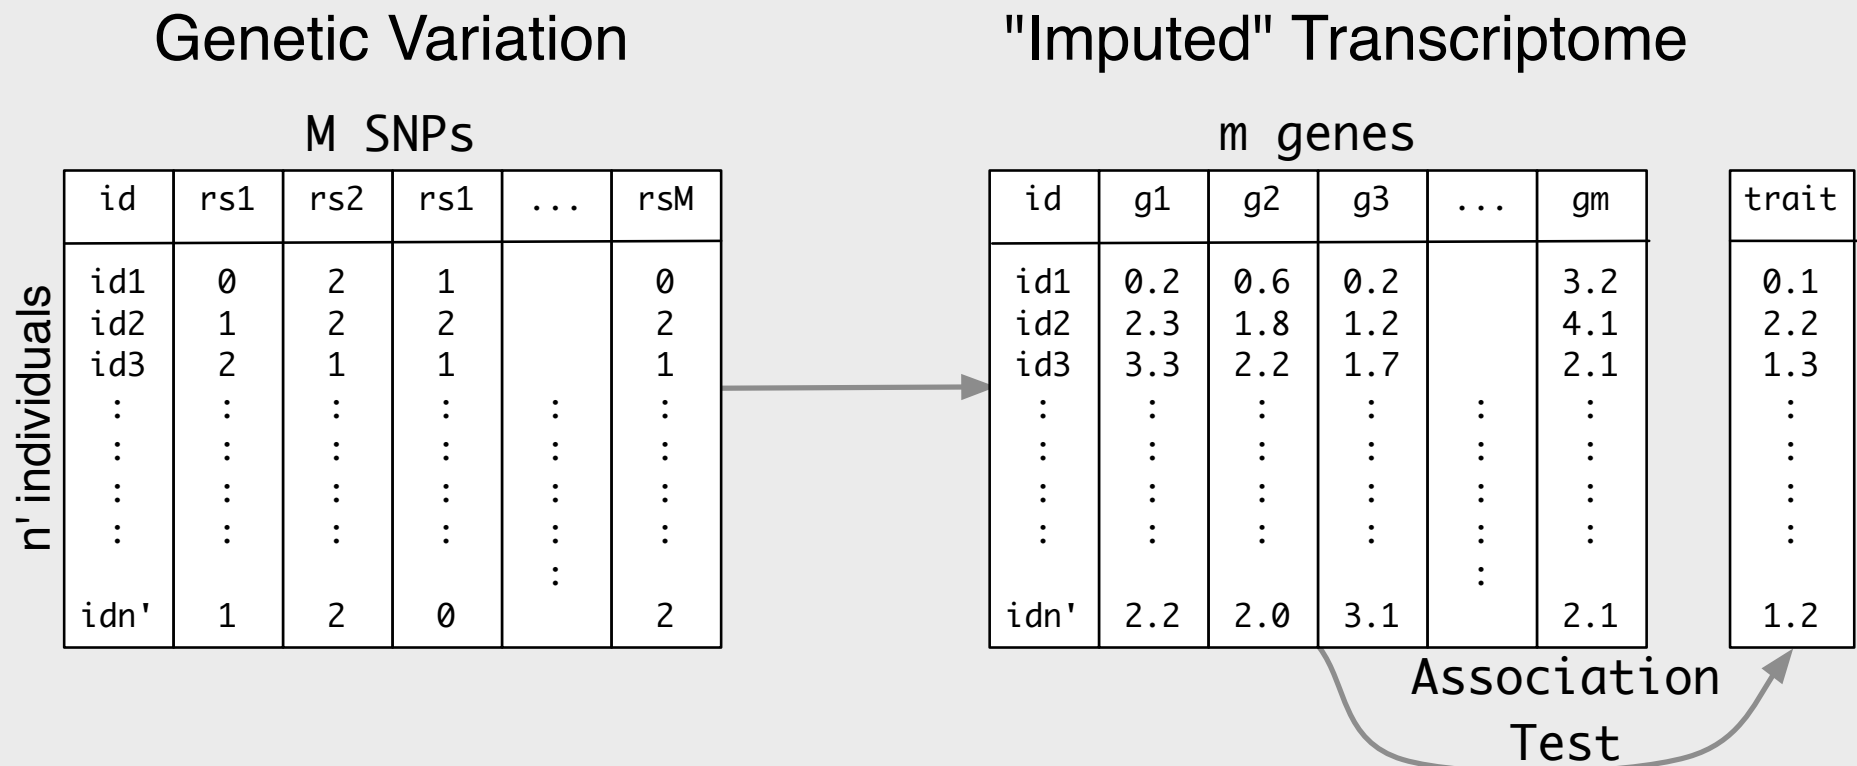 Genetic Variation
"Imputed" Transcriptome
M SNPs
m genes
n' individuals
id rs1 rs2 rs1 ... rsM
id1 0 2 1 0
id2 1 2 2 2
id3 2 1 1 1
: : : : : :
: : : : : :
: : : : : :
: : : : : :
:
idn' 1 2 0 2
id g1 g2 g3 ... gm
id1 0.2 0.6 0.2 3.2
id2 2.3 1.8 1.2 4.1
id3 3.3 2.2 1.7 2.1
: : : : : :
: : : : : :
: : : : : :
: : : : : :
:
idn' 2.2 2.0 3.1 2.1
trait
0.1
2.2
1.3
:
:
:
:
1.2
Association
Test